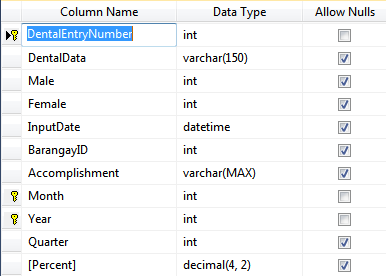 Column Name Data Type Allow Nulls
DentalEntryNumber int
DentalData varchar(150)
Male int
Female int
InputDate datetime
BarangayID int
Accomplishment varchar(MAX)
Month int
Year int
Quarter int
[Percent] decimal(4, 2)